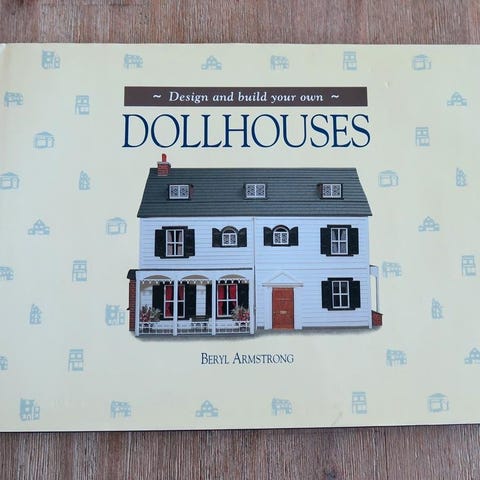 ~ Design and build your own ~
DOLLHOUSES
BERYL ARMSTRONG